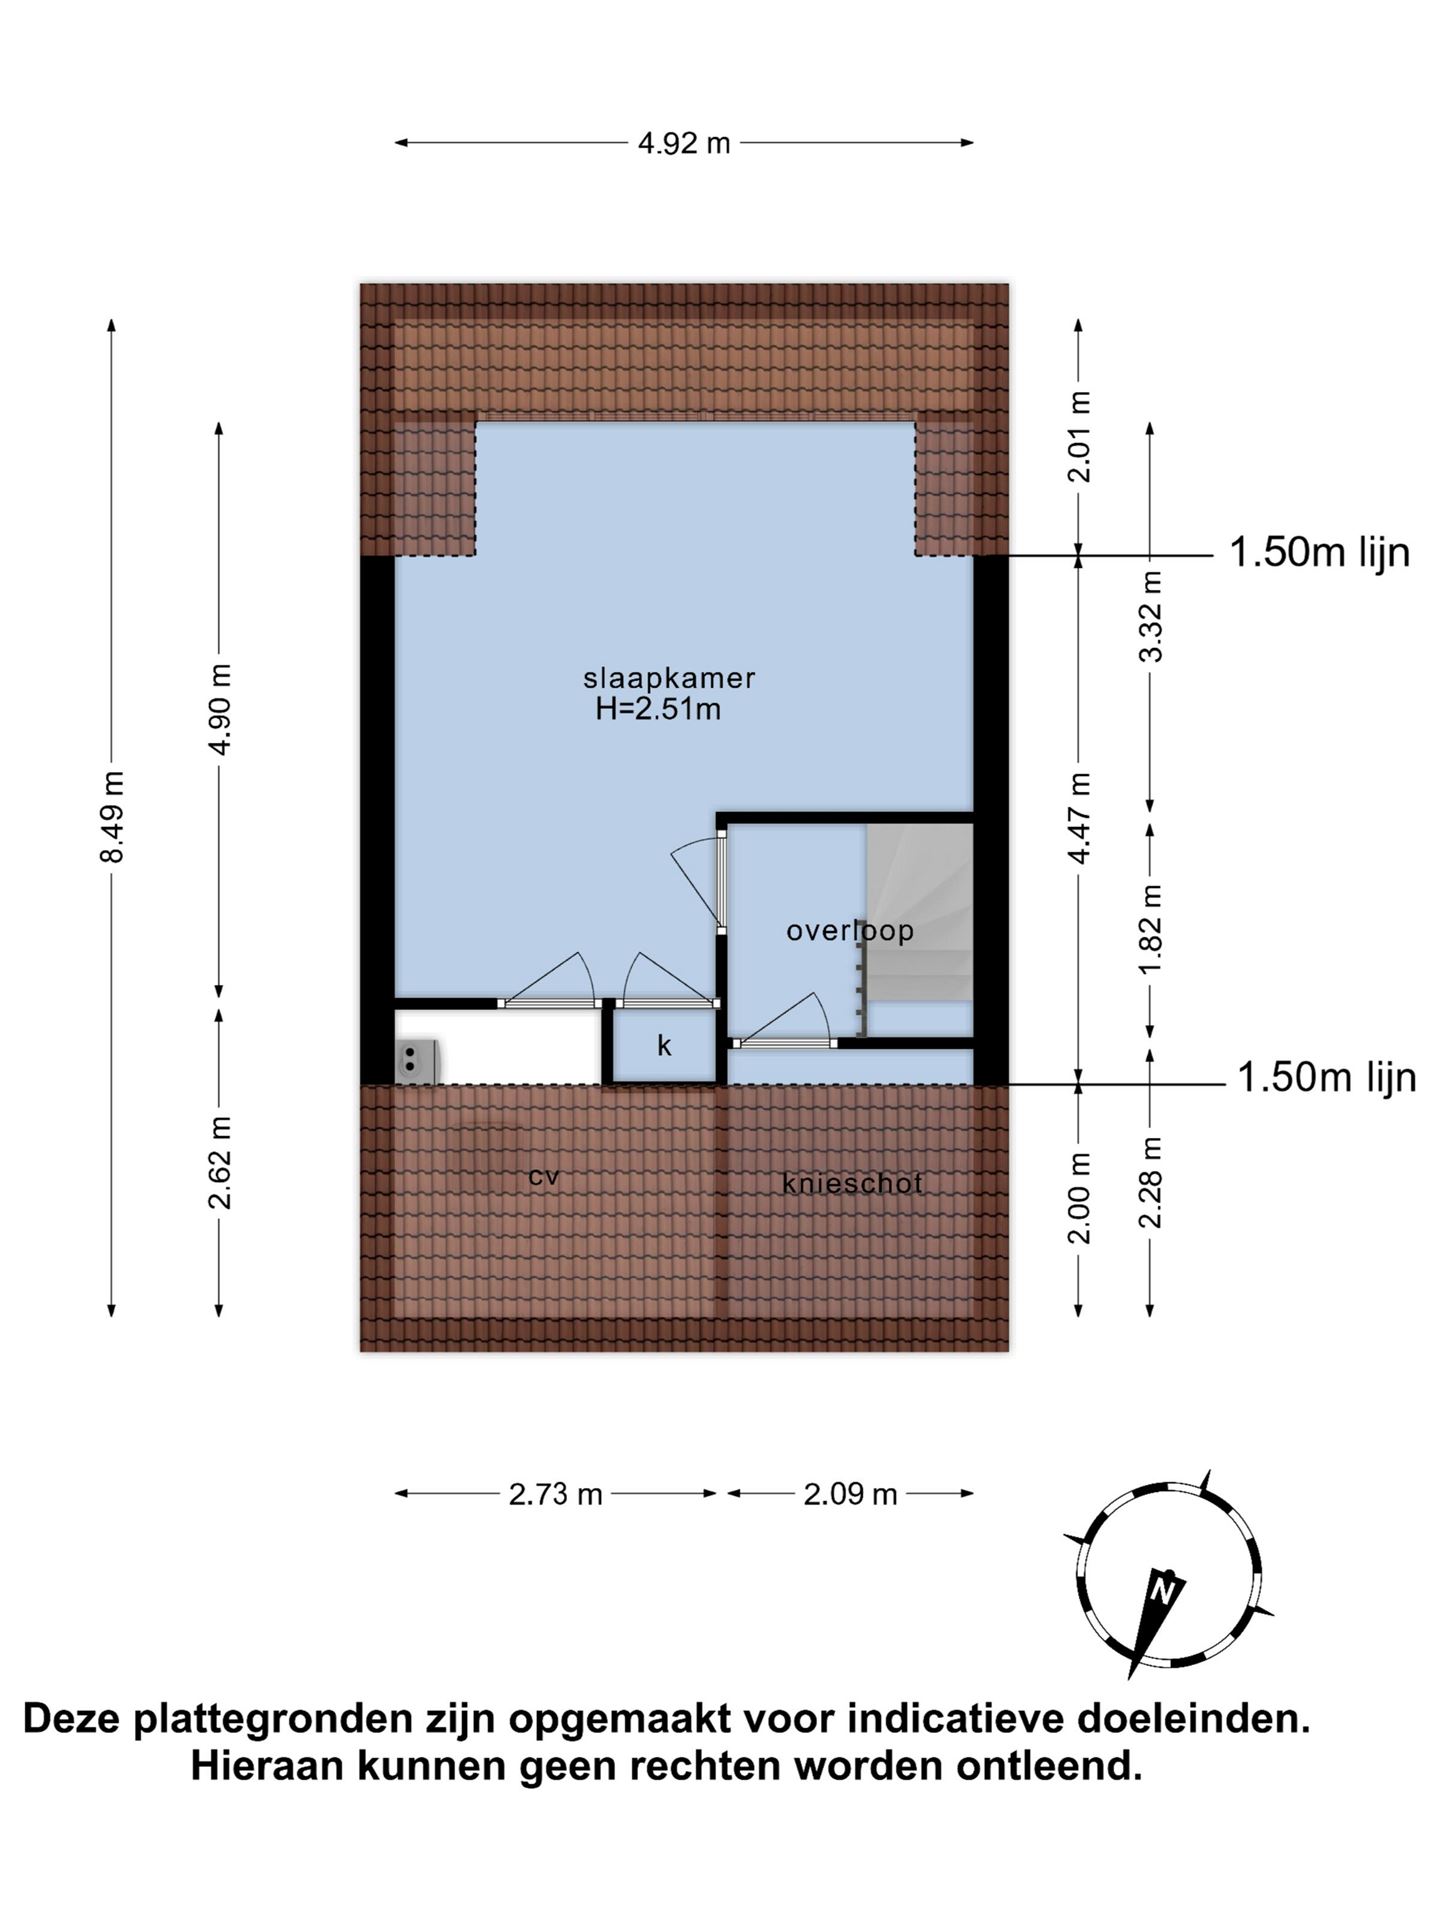 4.92 m
2.01 m
1.50m lijn
3.32 m
4.90 m
slaapkamer
H=2.51m
8.49 m
4.47 m
1.82 m
overloop
k
1.50m lijn
2.62 m
cv
knieschot
2.00 m
2.28 m
2.73 m
2.09 m
N
Deze plattegronden zijn opgemaakt voor indicatieve doeleinden.
Hieraan kunnen geen rechten worden ontleend.